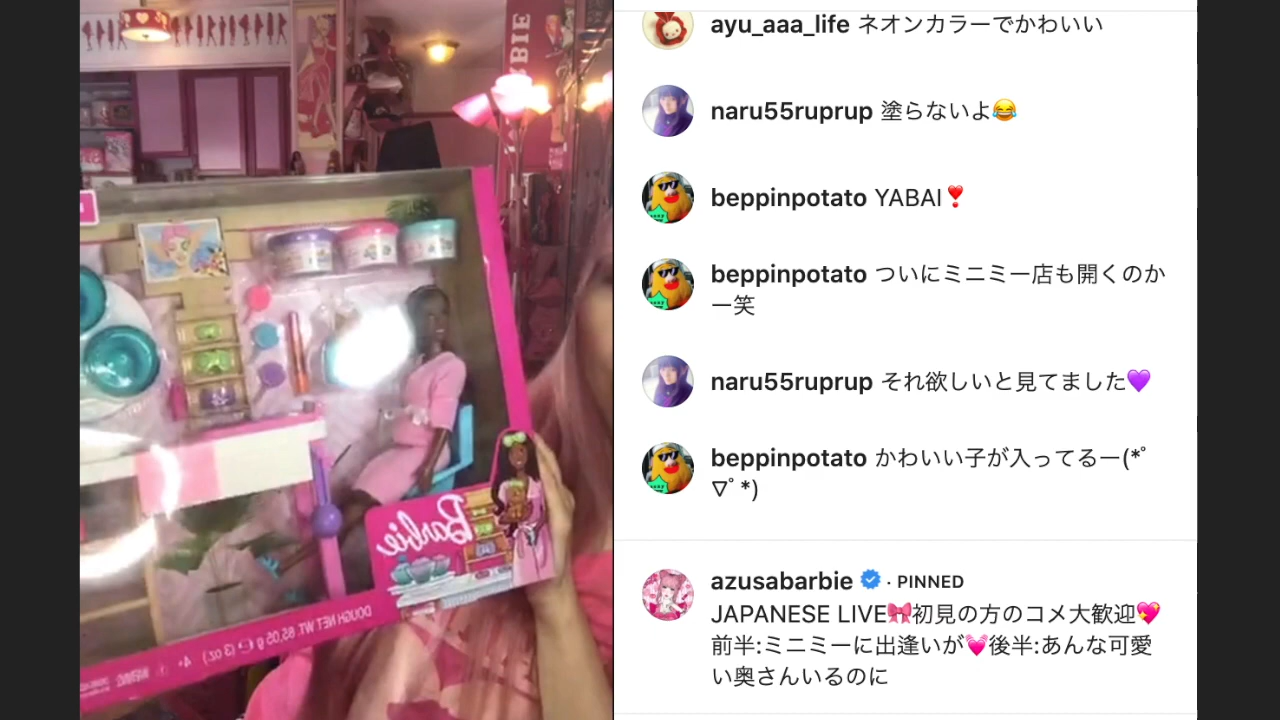 BARBIE
Barbie
DOUGH NET WT. 85,05 g e (3 oz) 4+
WARNING:
ayu_aaa_life ネオンカラーでかわいい
naru55ruprup 塗らないよ😂
beppinpotato YABAI❣️
beppinpotato ついにミニミー店も開くのか
ー笑
naru55ruprup それ欲しいと見てました💜
beppinpotato かわいい子が入ってるー(*ﾟ
∇ﾟ*)
azusabarbie · PINNED
JAPANESE LIVE🎀初見の方のコメ大歓迎💖
前半:ミニミーに出逢いが💓後半:あんな可愛
い奥さんいるのに